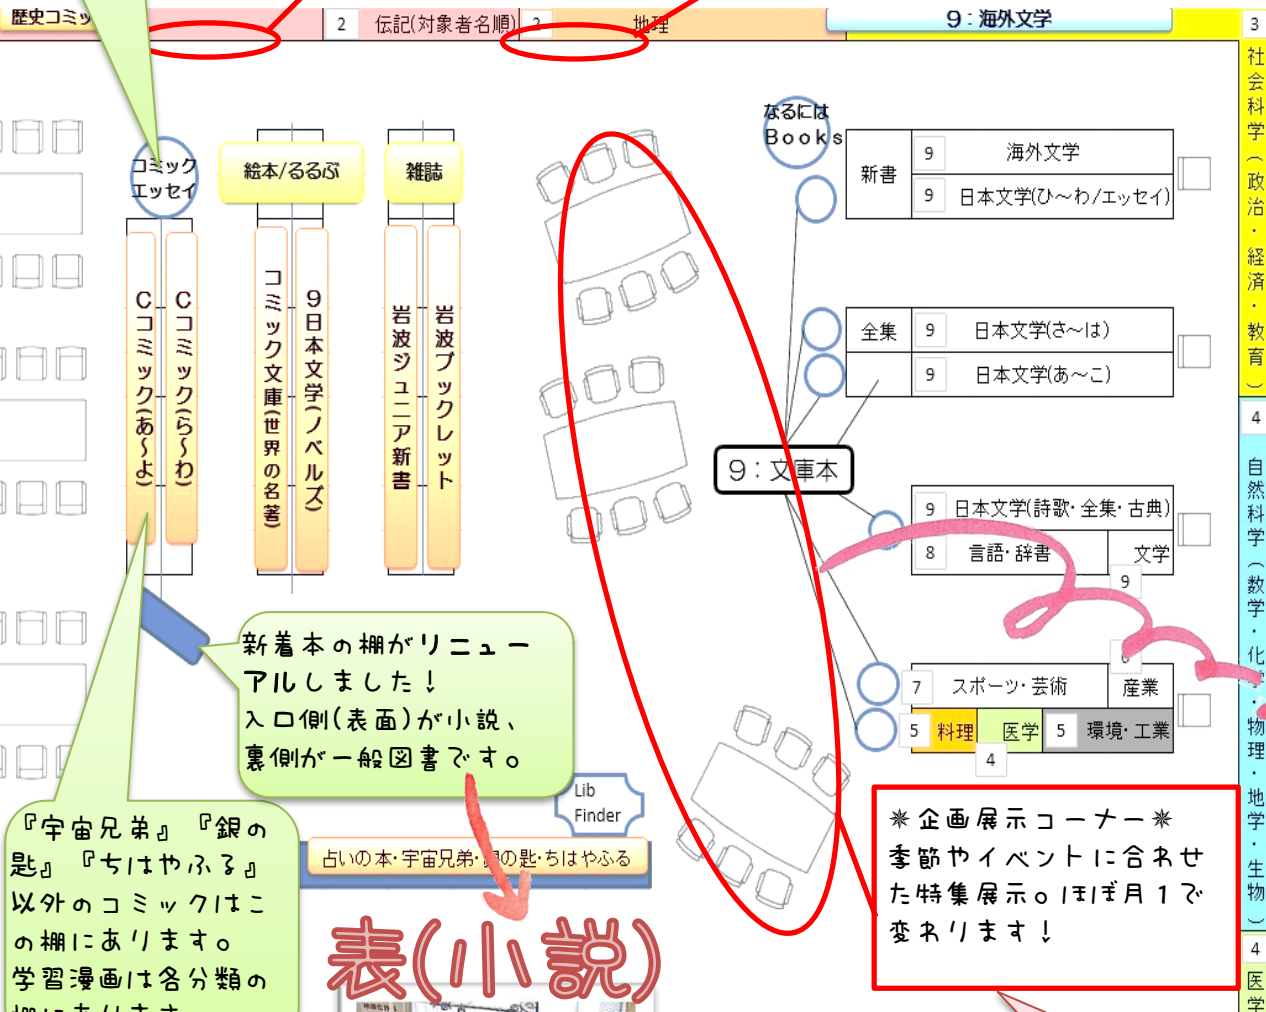 歴史コミッ
2 伝記(対象者名順)
2 地理
9：海外文学
3
社会科学(政治・経済・教育)
4
自然科学(数学・化学・物理・地学・生物)
4
医学
コミック
エッセイ
絵本/るるぶ
雑誌
Cコミック(あ～よ)
Cコミック(ら～わ)
コミック文庫(世界の名著)
9日本文学(ノベルズ)
岩波ジュニア新書
岩波ブックレット
なるには
Books
新書
9 海外文学
9 日本文学(ひ～わ/エッセイ)
全集
9 日本文学(さ～は)
9 日本文学(あ～こ)
9：文庫本
9 日本文学(詩歌・全集・古典)
8 言語・辞書
文学
9
7 スポーツ・芸術
産業
5 料理
医学
4
5 環境・工業
新着本の棚がリニュー
アルしました！
入口側(表面)が小説、
裏側が一般図書です。
Lib
Finder
占いの本・宇宙兄弟・銀の匙・ちはやふる
『宇宙兄弟』『銀の
匙』『ちはやふる』
以外のコミックはこ
の棚にあります。
学習漫画は各分類の
棚にあります
表(小説)
＊企画展示コーナー＊
季節やイベントに合わせ
た特集展示。ほぼ月１で
変わります！